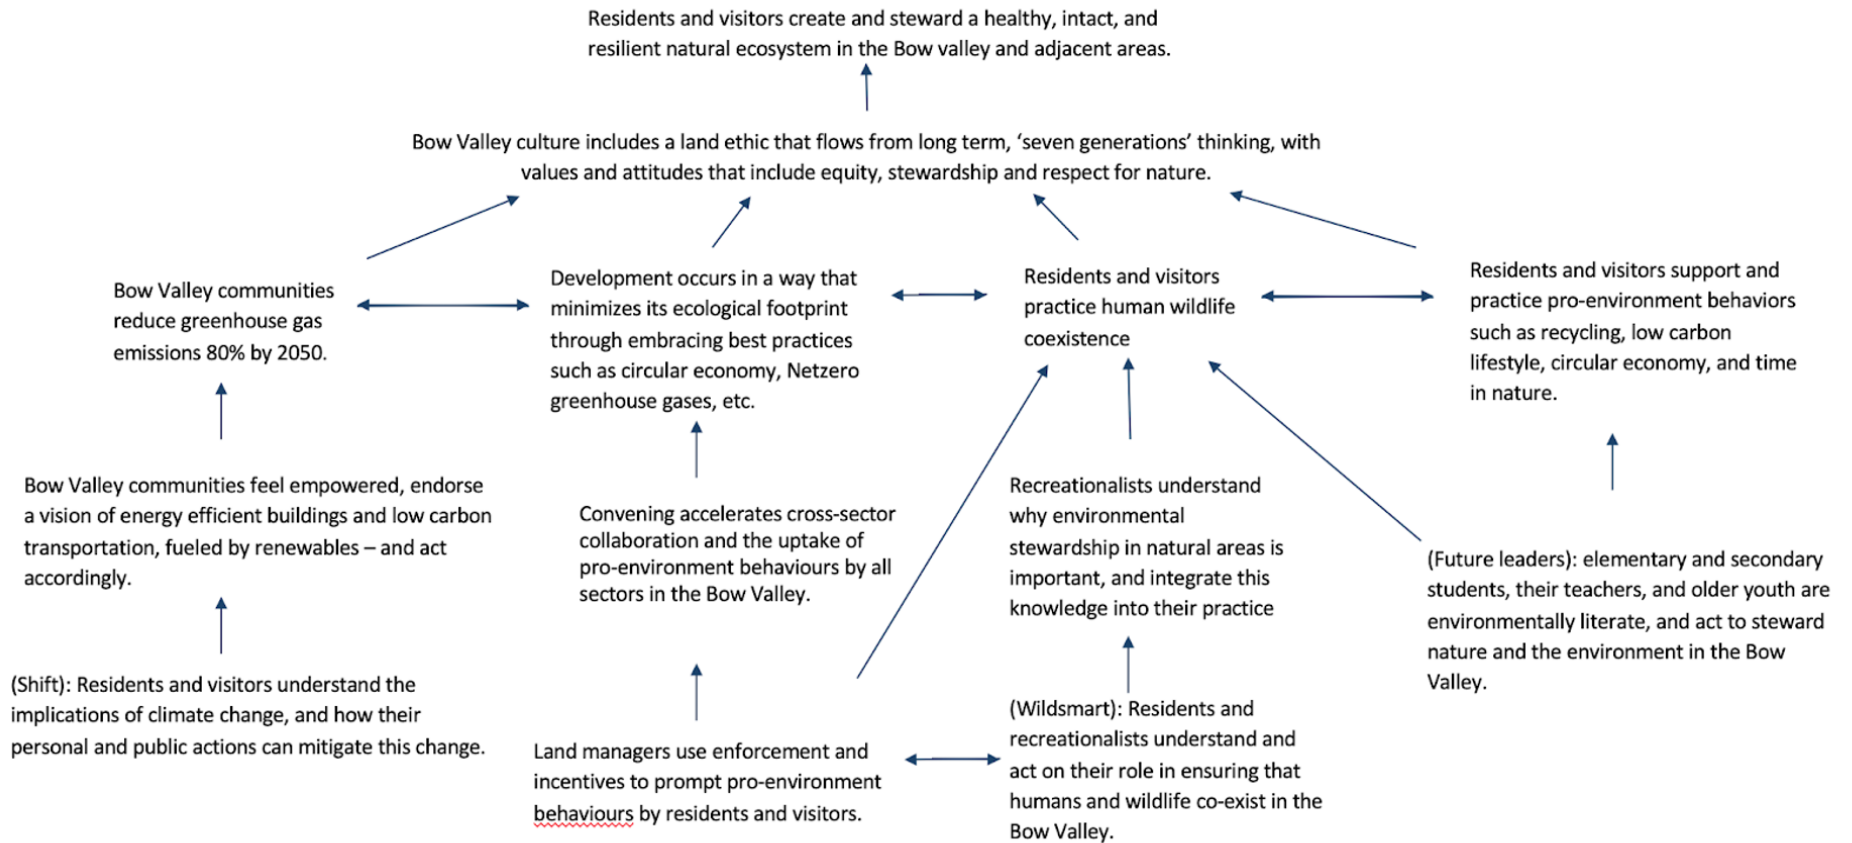 Residents and visitors create and steward a healthy, intact, and
resilient natural ecosystem in the Bow valley and adjacent areas.
Bow Valley culture includes a land ethic that flows from long term, ‘seven generations’ thinking, with
values and attitudes that include equity, stewardship and respect for nature.
Bow Valley communities
reduce greenhouse gas
emissions 80% by 2050.
Development occurs in a way that
minimizes its ecological footprint
through embracing best practices
such as circular economy, Netzero
greenhouse gases, etc.
Residents and visitors
practice human wildlife
coexistence
Residents and visitors support and
practice pro-environment behaviors
such as recycling, low carbon
lifestyle, circular economy, and time
in nature.
Bow Valley communities feel empowered, endorse
a vision of energy efficient buildings and low carbon
transportation, fueled by renewables – and act
accordingly.
Convening accelerates cross-sector
collaboration and the uptake of
pro-environment behaviours by all
sectors in the Bow Valley.
Recreationalists understand
why environmental
stewardship in natural areas is
important, and integrate this
knowledge into their practice
(Future leaders): elementary and secondary
students, their teachers, and older youth are
environmentally literate, and act to steward
nature and the environment in the Bow
Valley.
(Shift): Residents and visitors understand the
implications of climate change, and how their
personal and public actions can mitigate this change.
Land managers use enforcement and
incentives to prompt pro-environment
behaviours by residents and visitors.
(Wildsmart): Residents and
recreationalists understand and
act on their role in ensuring that
humans and wildlife co-exist in the
Bow Valley.